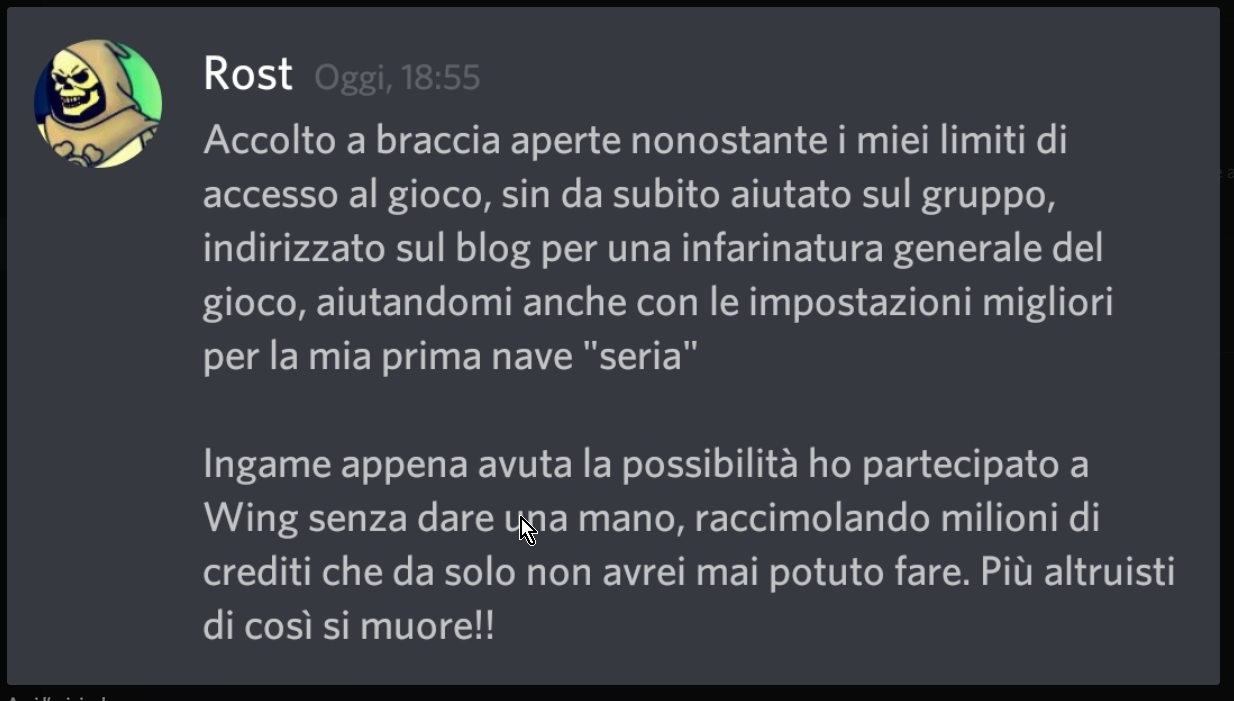 Rost Oggi, 18:55
Accolto a braccia aperte nonostante i miei limiti di
accesso al gioco, sin da subito aiutato sul gruppo,
indirizzato sul blog per una infarinatura generale del
gioco, aiutandomi anche con le impostazioni migliori
per la mia prima nave "seria"
Ingame appena avuta la possibilità ho partecipato a
Wing senza dare una mano, raccimolando milioni di
crediti che da solo non avrei mai potuto fare. Più altruisti
di così si muore!!